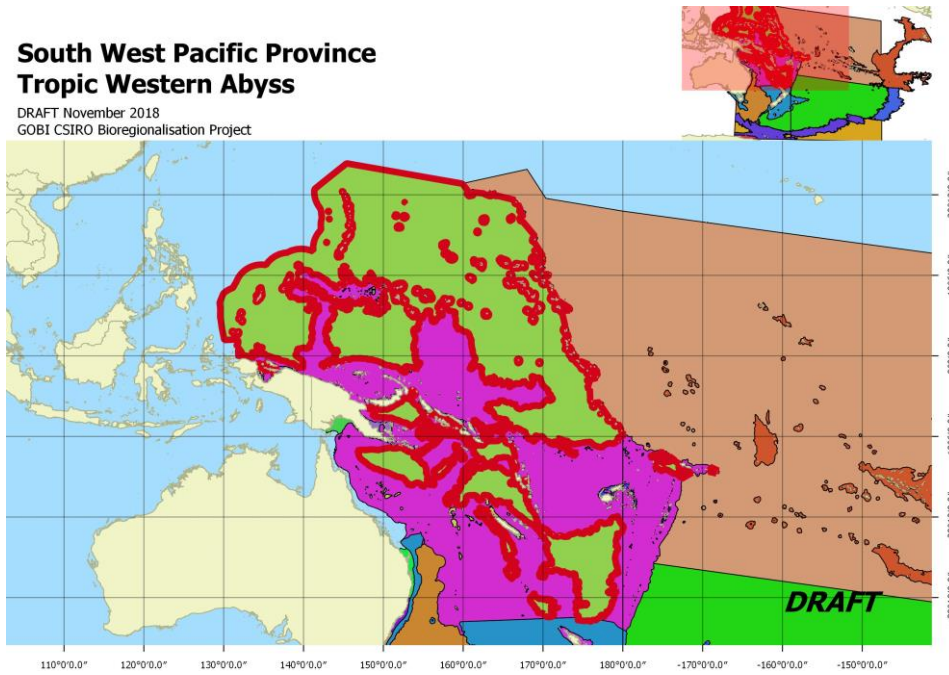 South West Pacific Province
Tropic Western Abyss
DRAFT November 2018
GOBI CSIRO Bioregionalisation Project
DRAFT
110°0'0.0" 120°0'0.0" 130°0'0.0" 140°0'0.0" 150°0'0.0" 160°0'0.0" 170°0'0.0" 180°0'0.0" -170°0'0.0" -160°0'0.0" -150°0'0.0"